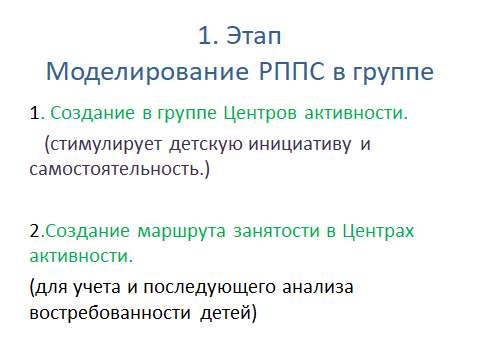 1. Этап
Моделирование РППС в группе
1. Создание в группе Центров активности.
(стимулирует детскую инициативу и
самостоятельность.)
2.Создание маршрута занятости в Центрах
активности.
(для учета и последующего анализа
востребованности детей)